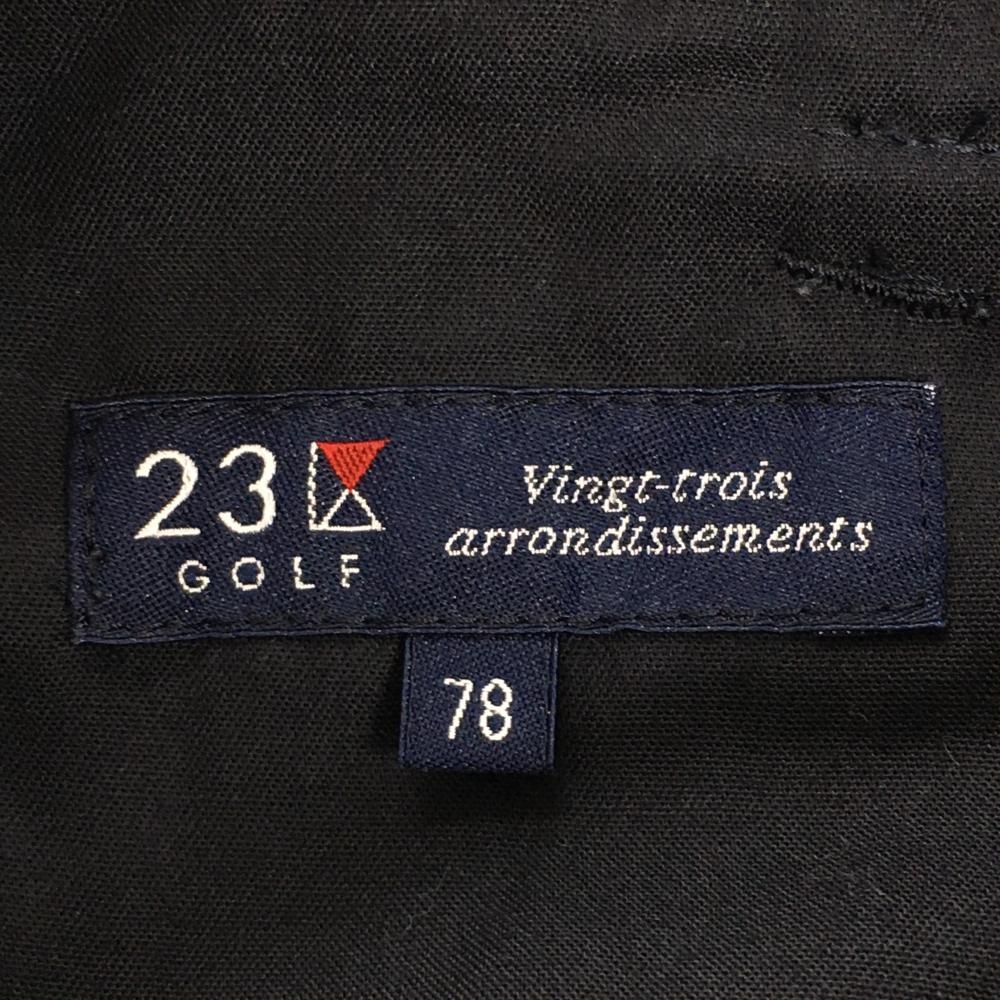 23
GOLF
Vingt-trois
arrondissements
78